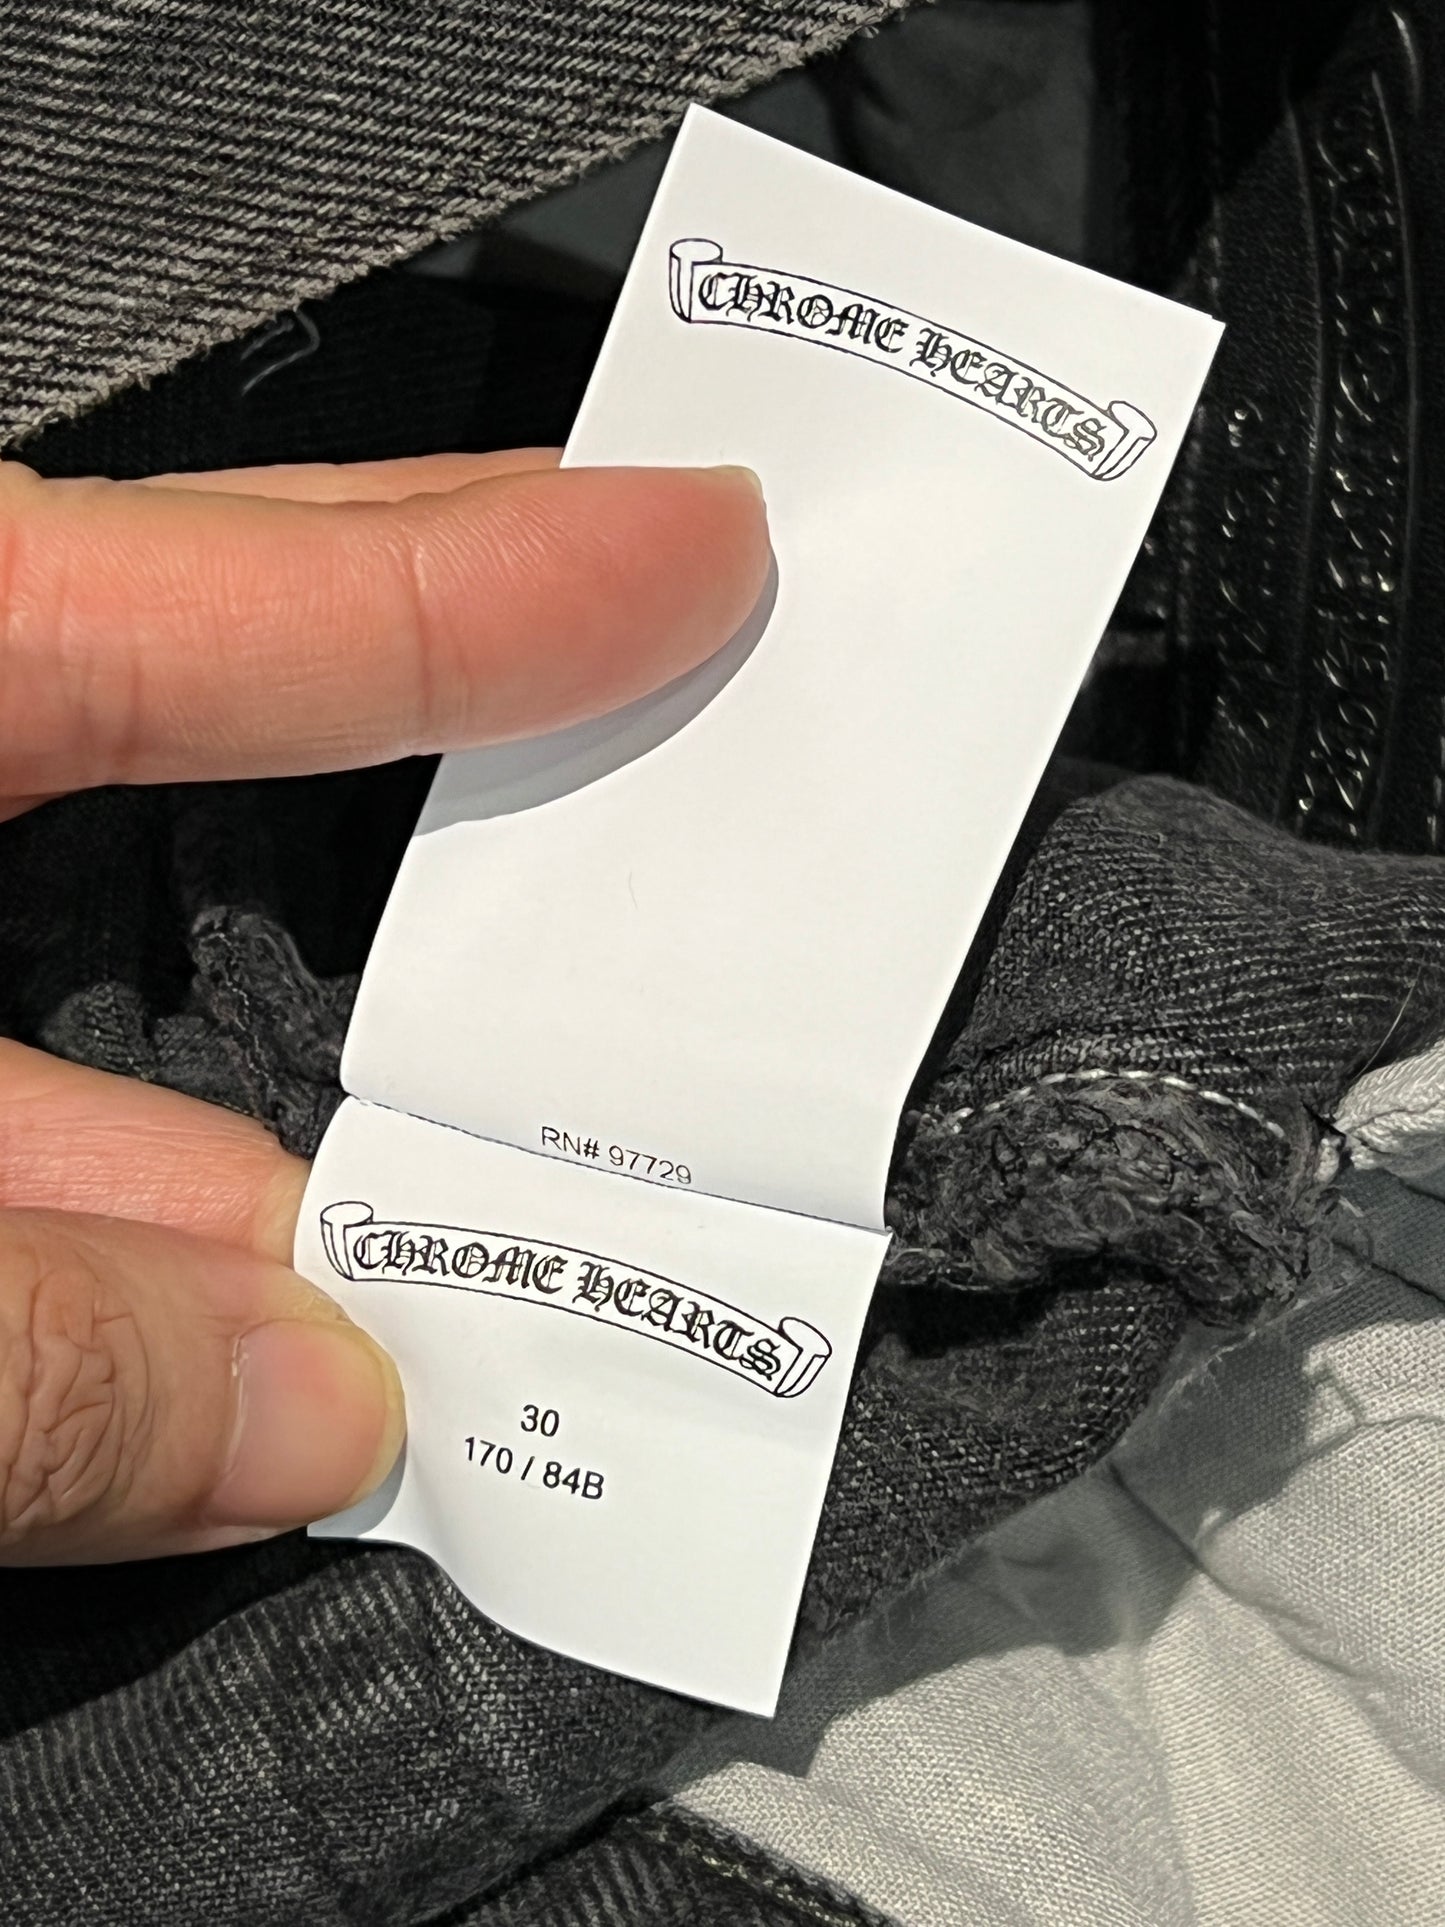 CHROME HEARTS
RN# 97729
CHROME HEARTS
30
170 / 84B